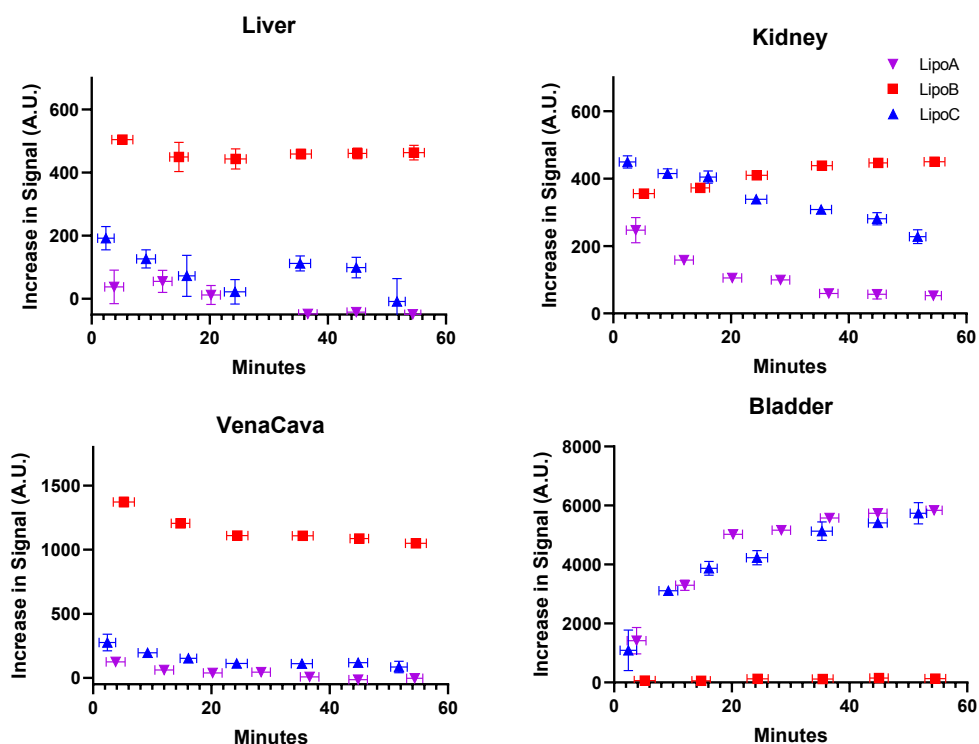 Liver
Increase in Signal (A.U.)
600
400
200
0
0 20 40 60
Minutes
Kidney
LipoA
LipoB
LipoC
Increase in Signal (A.U.)
600
400
200
0
0 20 40 60
Minutes
VenaCava
Increase in Signal (A.U.)
1500
1000
500
0
0 20 40 60
Minutes
Bladder
Increase in Signal (A.U.)
8000
6000
4000
2000
0
0 20 40 60
Minutes